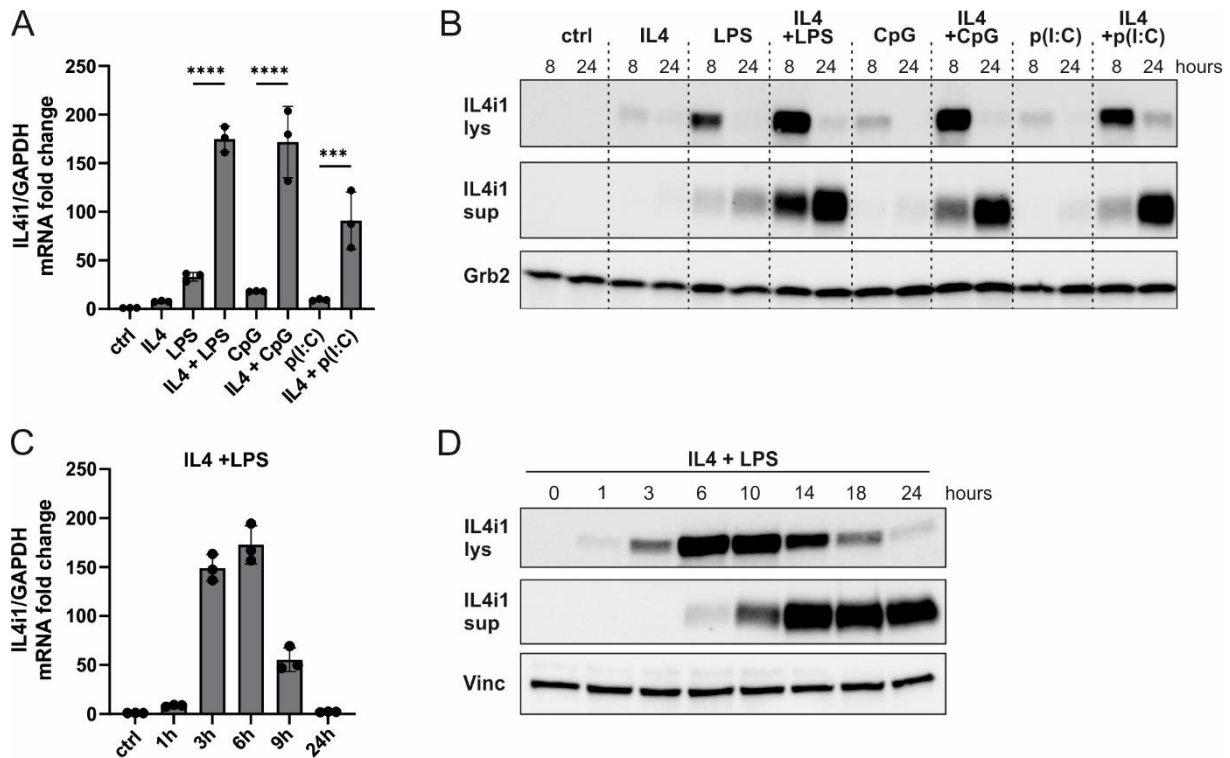 A
IL4i1/GAPDH
mRNA fold change
250
200
150
100
50
0
**** ****
***
ctrl
IL4
LPS
IL4 + LPS
CpG
IL4 + CpG
p(I:C)
IL4 + p(I:C)
B
ctrl IL4 LPS IL4 +LPS CpG IL4 +CpG p(I:C) IL4 +p(I:C)
8 24 8 24 8 24 8 24 8 24 8 24 8 24 8 24 hours
IL4i1
lys
IL4i1
sup
Grb2
C
IL4 +LPS
IL4i1/GAPDH
mRNA fold change
250
200
150
100
50
0
ctrl
1h
3h
6h
9h
24h
D
IL4 + LPS
0 1 3 6 10 14 18 24 hours
IL4i1
lys
IL4i1
sup
Vinc